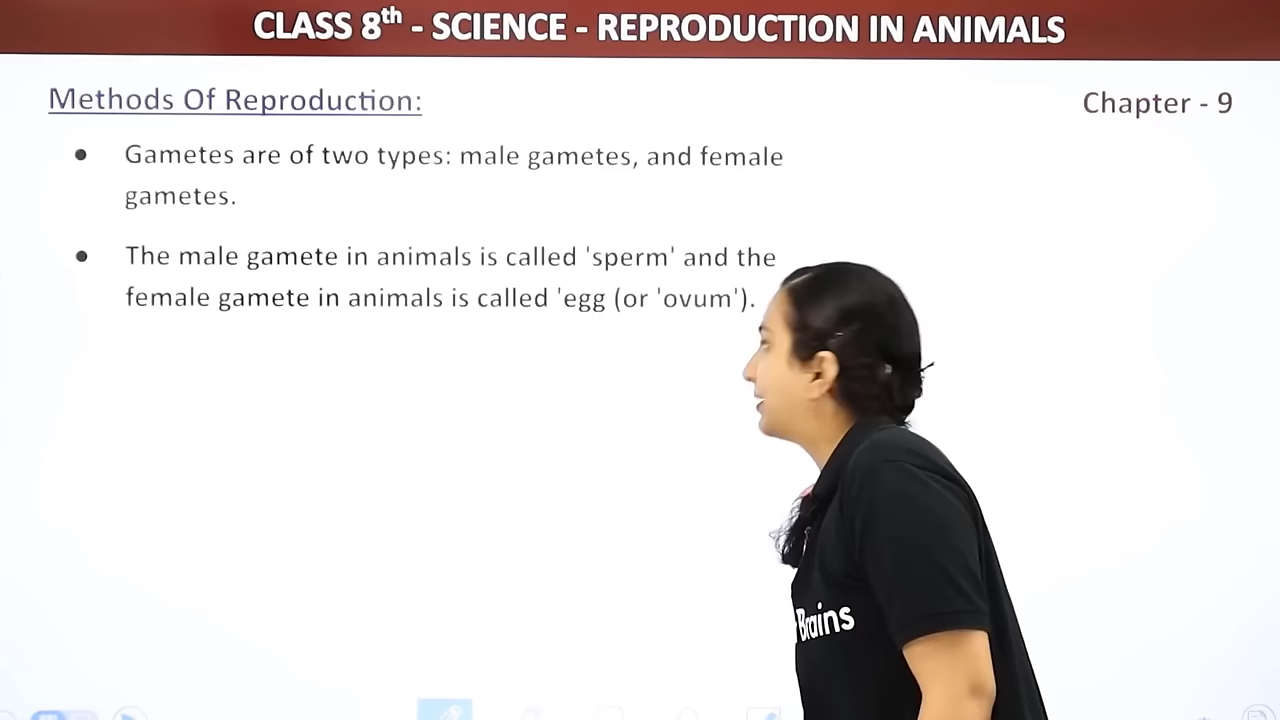 CLASS 8th - SCIENCE - REPRODUCTION IN ANIMALS
Methods Of Reproduction:
Chapter - 9
● Gametes are of two types: male gametes, and female
gametes.
● The male gamete in animals is called 'sperm' and the
female gamete in animals is called 'egg (or 'ovum').
Brains